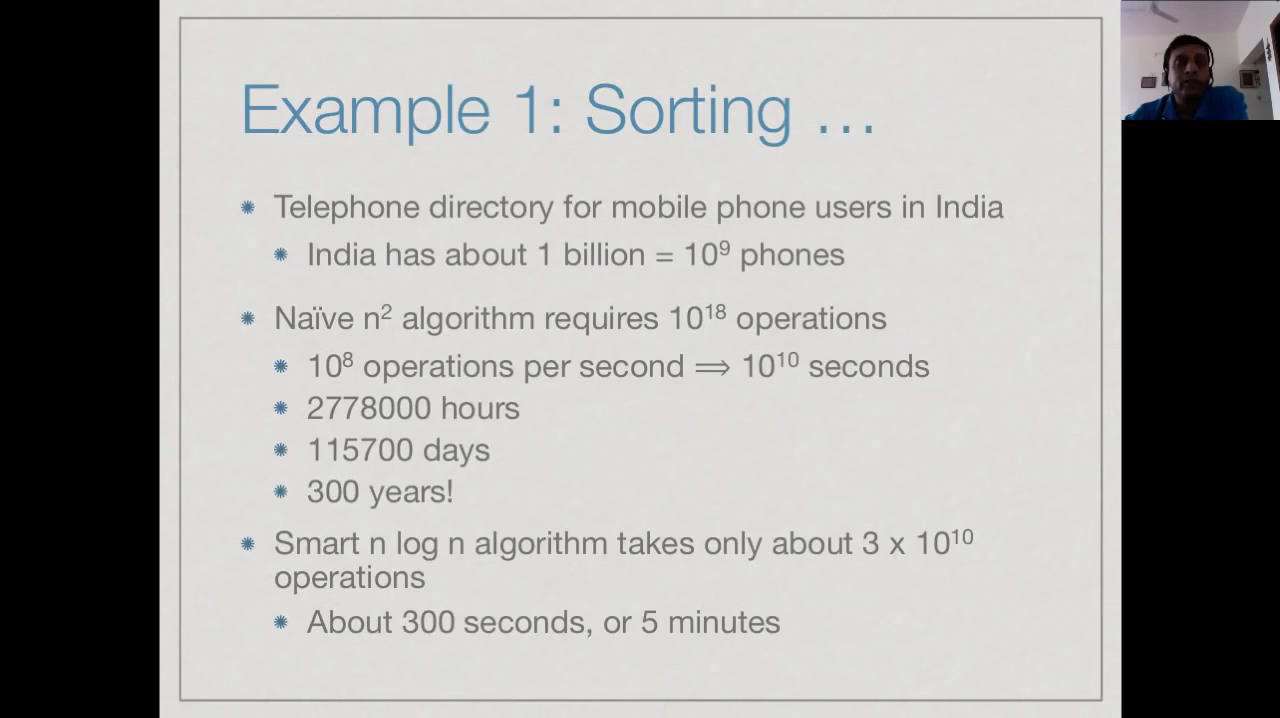 Example 1: Sorting …
Telephone directory for mobile phone users in India
India has about 1 billion = 10⁹ phones
Naïve n² algorithm requires 10¹⁸ operations
10⁸ operations per second ⟹ 10¹⁰ seconds
2778000 hours
115700 days
300 years!
Smart n log n algorithm takes only about 3 x 10¹⁰
operations
About 300 seconds, or 5 minutes